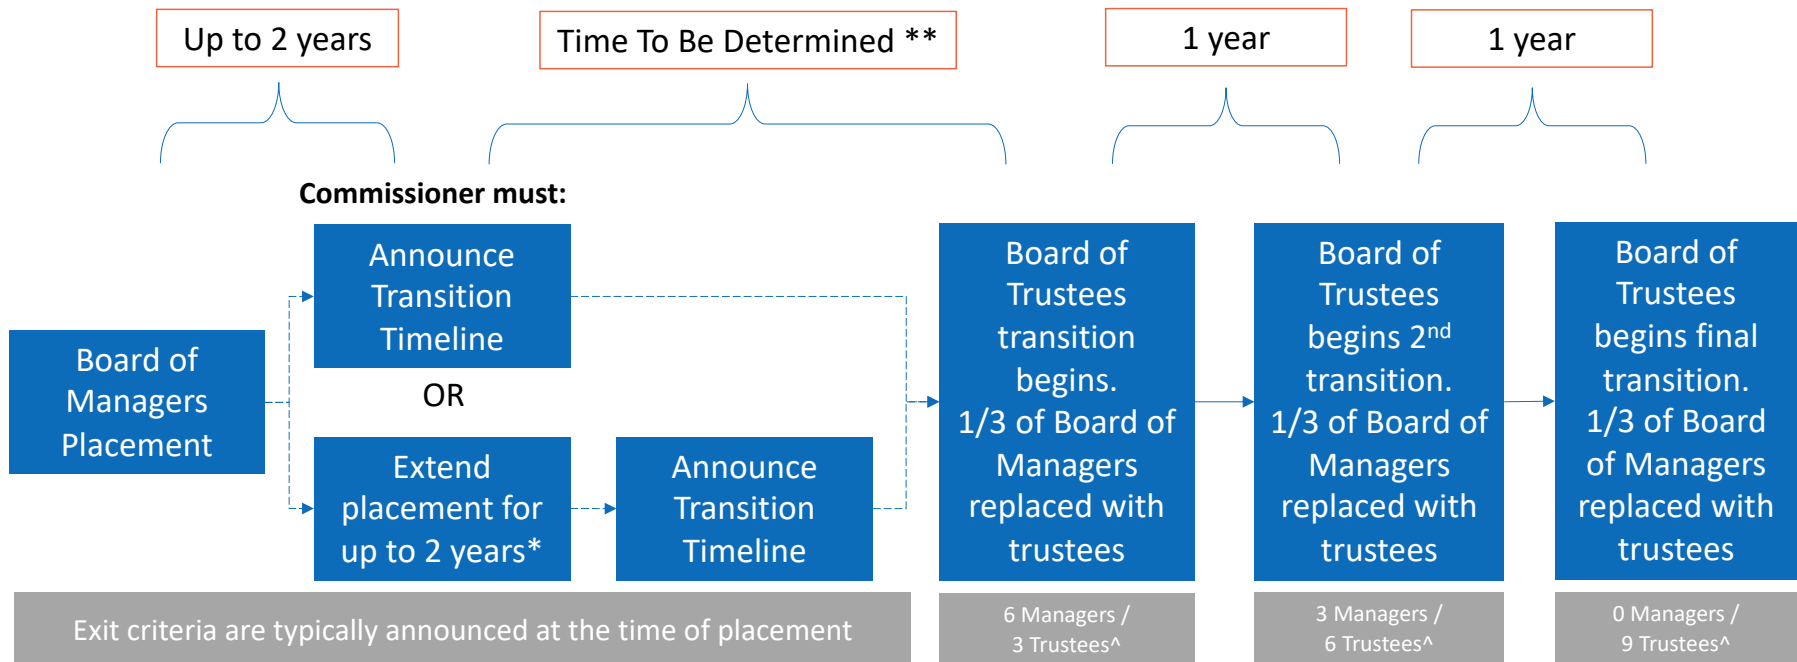 Up to 2 years
Time To Be Determined **
1 year
1 year
Commissioner must:
Board of
Managers
Placement
Announce
Transition
Timeline
OR
Extend
placement for
up to 2 years*
Announce
Transition
Timeline
Board of
Trustees
transition
begins.
1/3 of Board of
Managers
replaced with
trustees
Board of
Trustees
begins 2nd
transition.
1/3 of Board of
Managers
replaced with
trustees
Board of
Trustees
begins final
transition.
1/3 of Board
of Managers
replaced with
trustees
Exit criteria are typically announced at the time of placement
6 Managers /
3 Trustees^
3 Managers /
6 Trustees^
0 Managers /
9 Trustees^